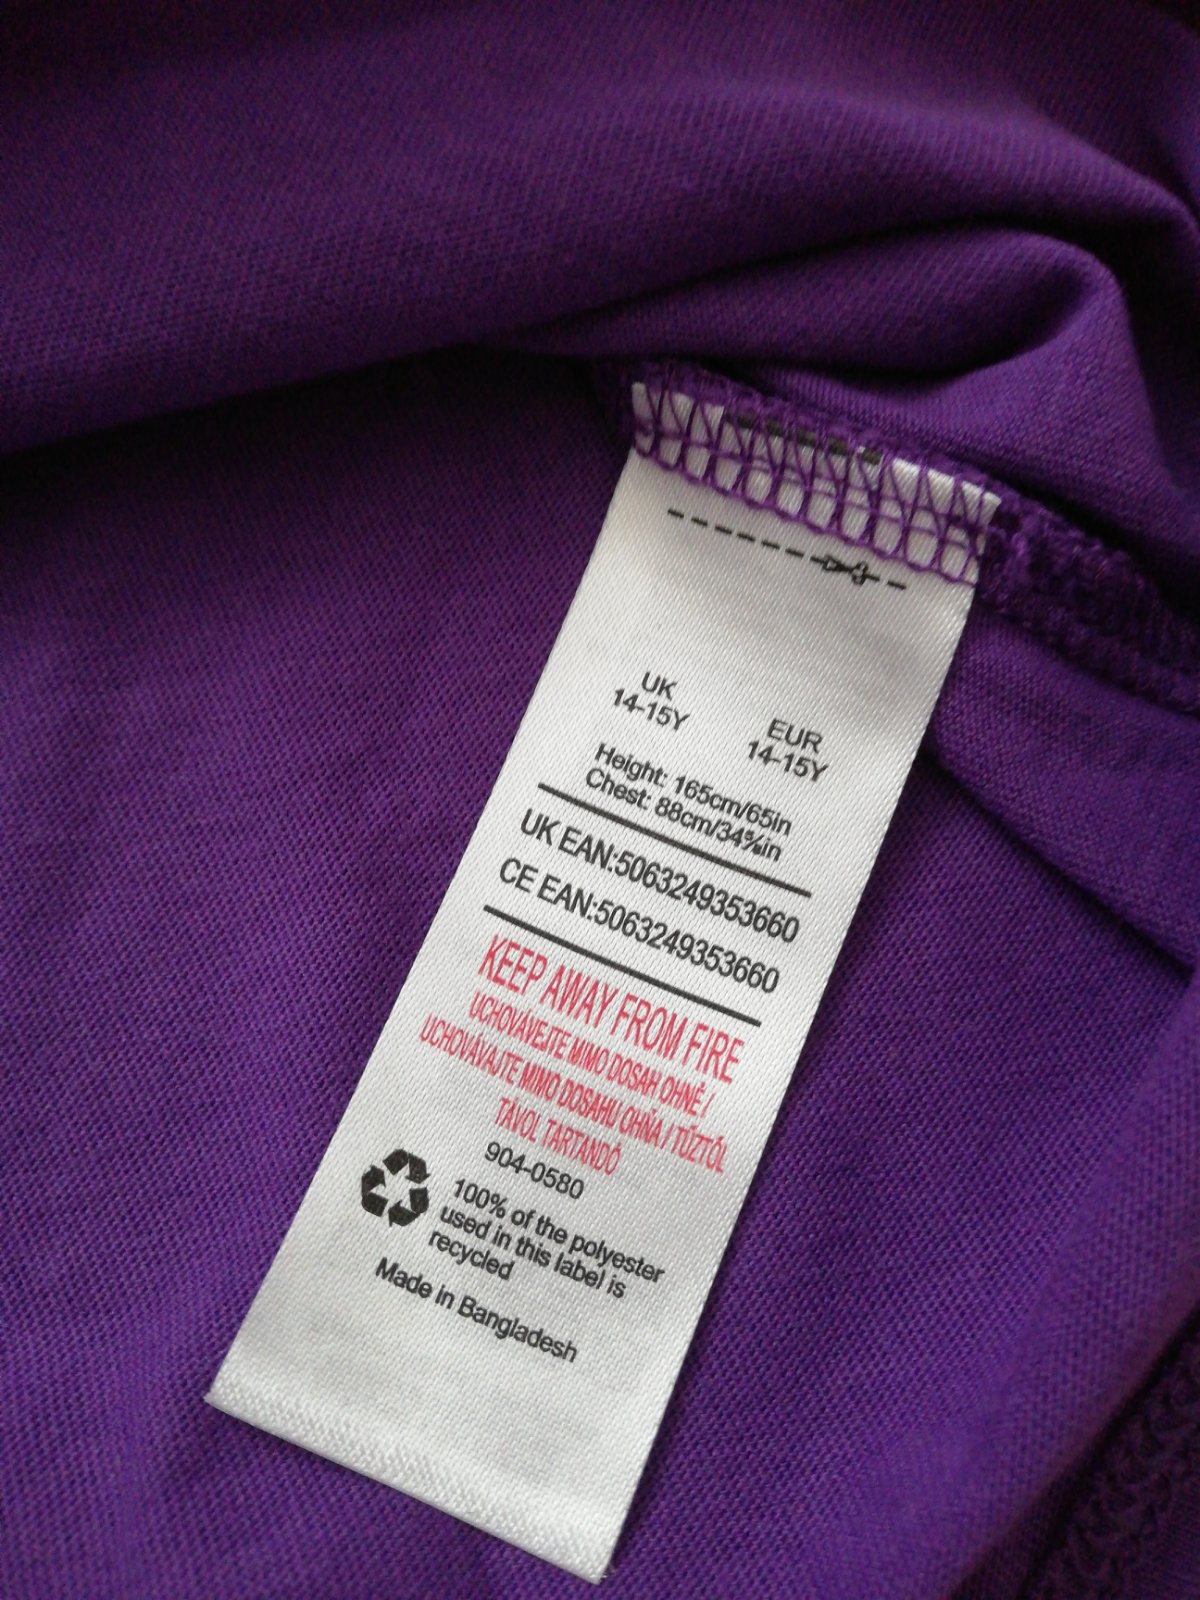 UK
14-15Y
EUR
14-15Y
Height: 165cm/65in
Chest: 88cm/34⅝in
UK EAN:5063249353660
CE EAN:5063249353660
KEEP AWAY FROM FIRE
UCHOVÁVEJTE MIMO DOSAH OHNĚ /
UCHOVÁVAJTE MIMO DOSAHU OHŇA / TŰZTŐL
TÁVOL TARTANDÓ
904-0580
100% of the polyester
used in this label is
recycled
Made in Bangladesh